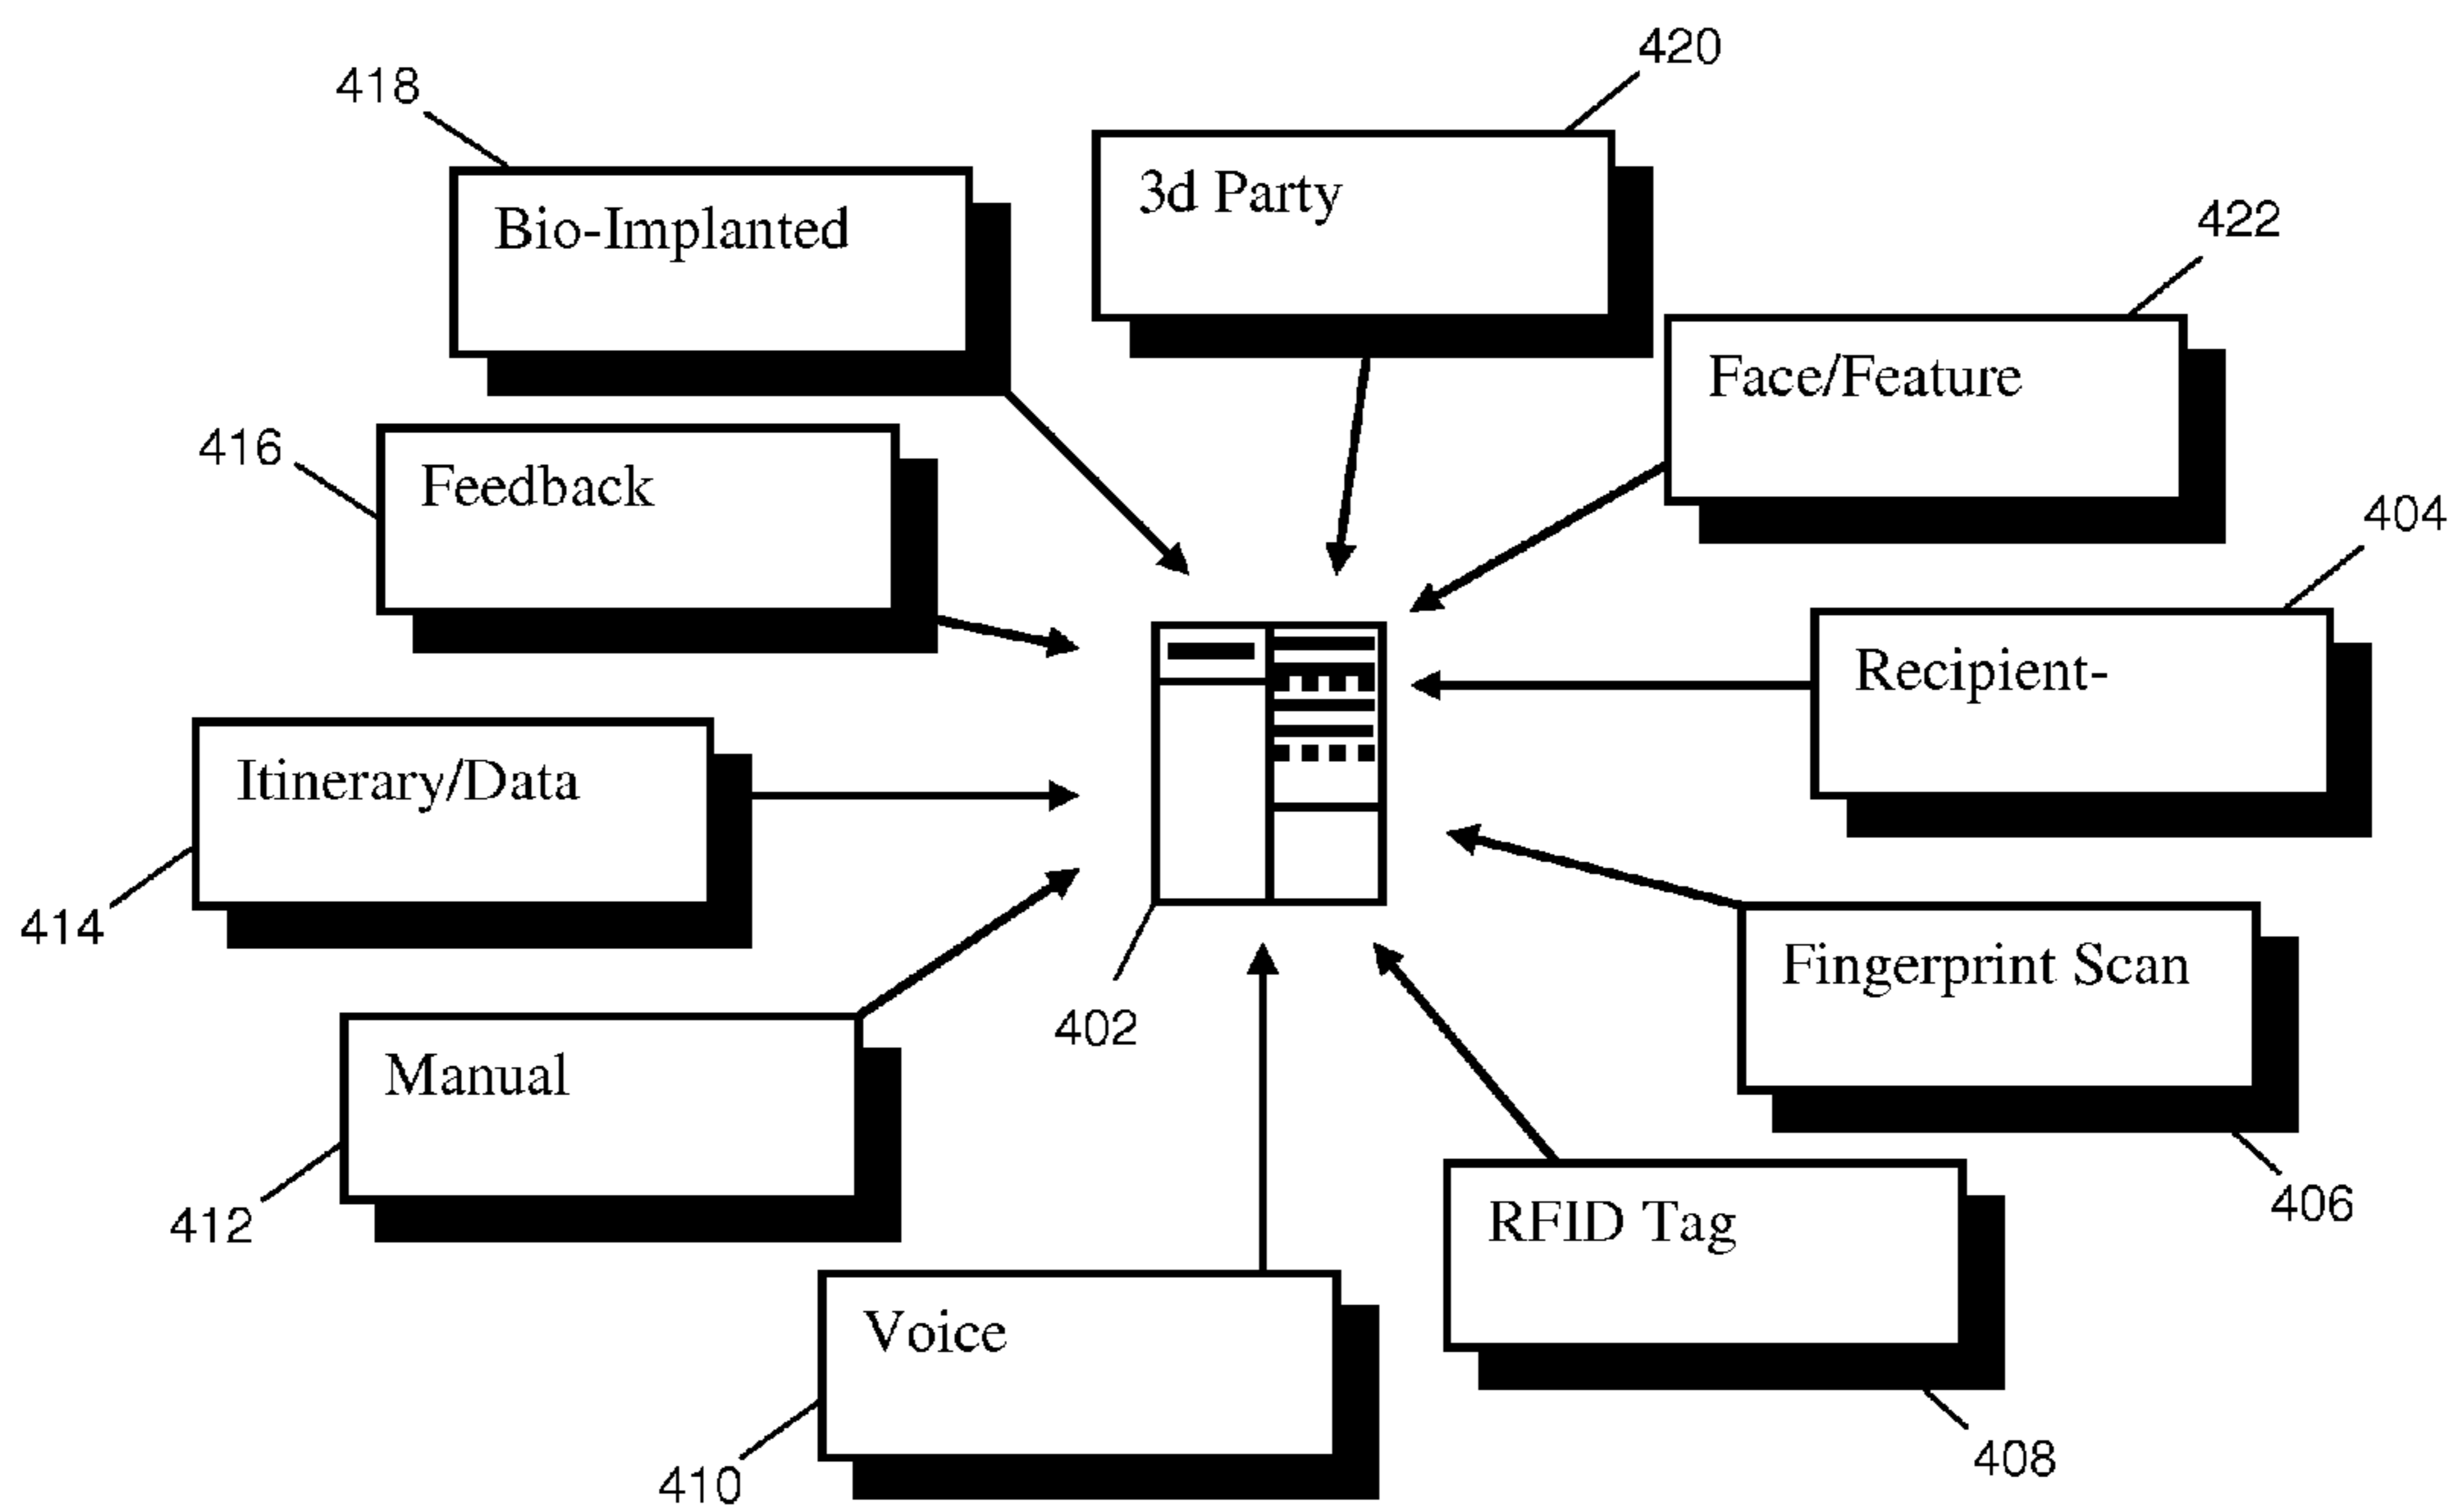 420
418
3d Party
Bio-Implanted
422
Face/Feature
416
Feedback
404
Recipient-
Itinerary/Data
414
Fingerprint Scan
402
Manual
412
406
RFID Tag
Voice
408
410